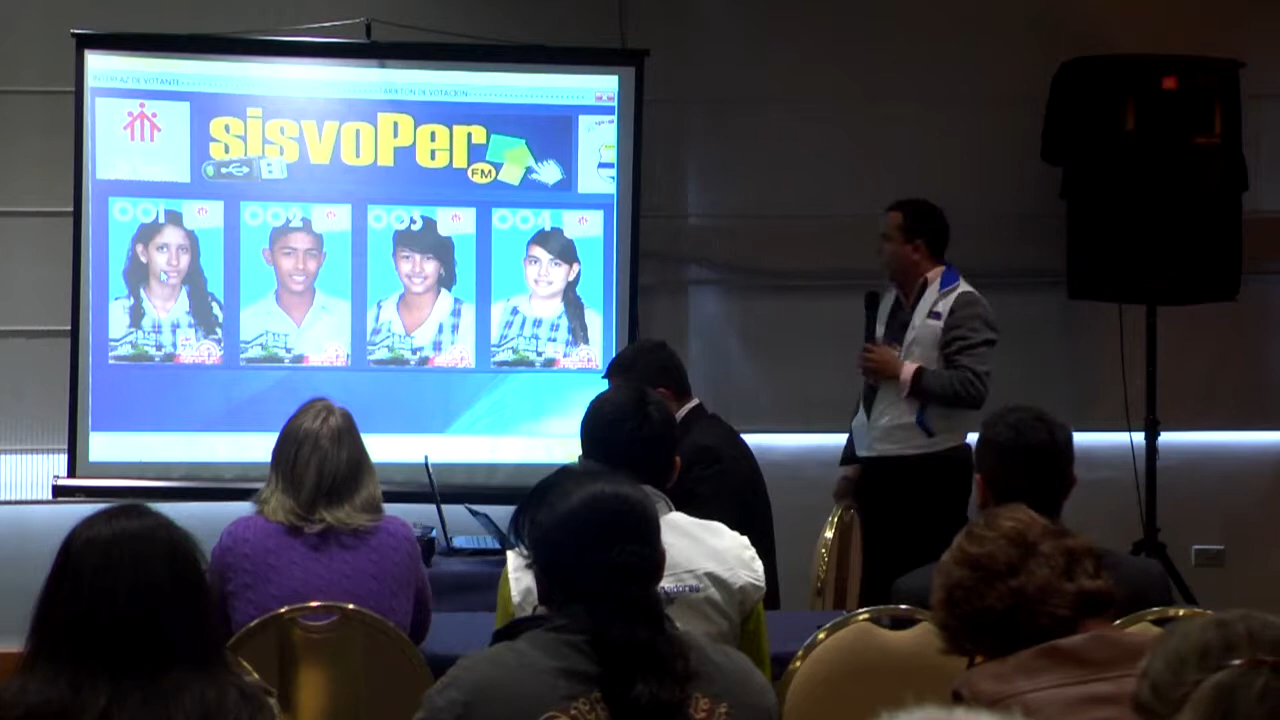 INTERFAZ DE VOTANTE
TARJETON DE VOTACION
sisvoPer
FM
001
002
003
004